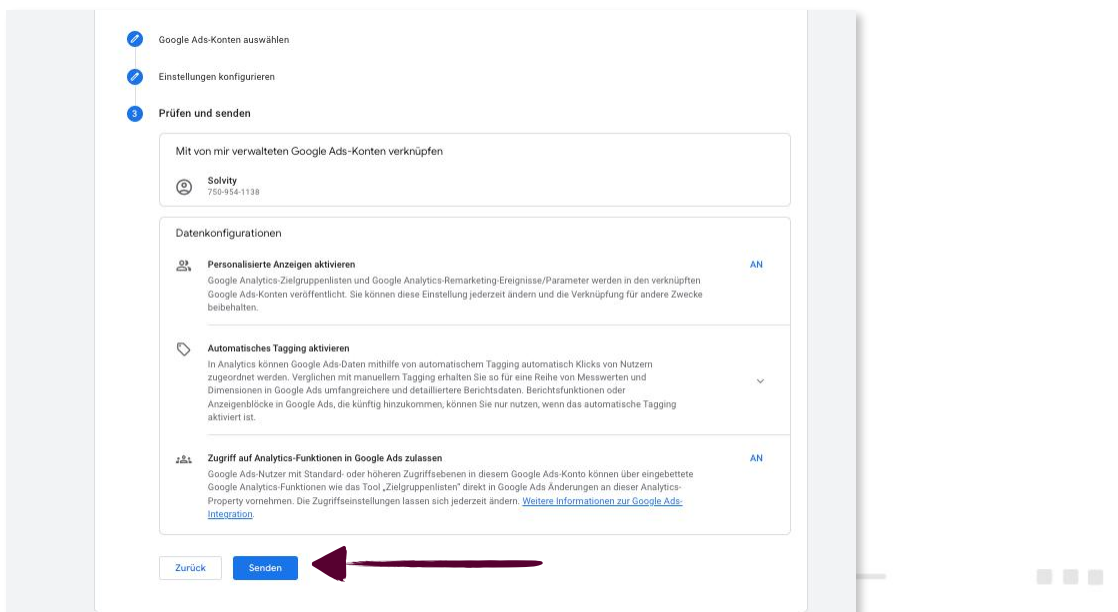 Google Ads-Konten auswählen
Einstellungen konfigurieren
3 Prüfen und senden
Mit von mir verwalteten Google Ads-Konten verknüpfen
Solvity
750-954-1138
Datenkonfigurationen
Personalisierte Anzeigen aktivieren AN
Google Analytics-Zielgruppenlisten und Google Analytics-Remarketing-Ereignisse/Parameter werden in den verknüpften
Google Ads-Konten veröffentlicht. Sie können diese Einstellung jederzeit ändern und die Verknüpfung für andere Zwecke
beibehalten.
Automatisches Tagging aktivieren
In Analytics können Google Ads-Daten mithilfe von automatischem Tagging automatisch Klicks von Nutzern
zugeordnet werden. Verglichen mit manuellem Tagging erhalten Sie so für eine Reihe von Messwerten und
Dimensionen in Google Ads umfangreichere und detailliertere Berichtsdaten. Berichtsfunktionen oder
Anzeigenblöcke in Google Ads, die künftig hinzukommen, können Sie nur nutzen, wenn das automatische Tagging
aktiviert ist.
Zugriff auf Analytics-Funktionen in Google Ads zulassen AN
Google Ads-Nutzer mit Standard- oder höheren Zugriffsebenen in diesem Google Ads-Konto können über eingebettete
Google Analytics-Funktionen wie das Tool „Zielgruppenlisten" direkt in Google Ads Änderungen an dieser Analytics-
Property vornehmen. Die Zugriffseinstellungen lassen sich jederzeit ändern. Weitere Informationen zur Google Ads-
Integration.
Zurück Senden